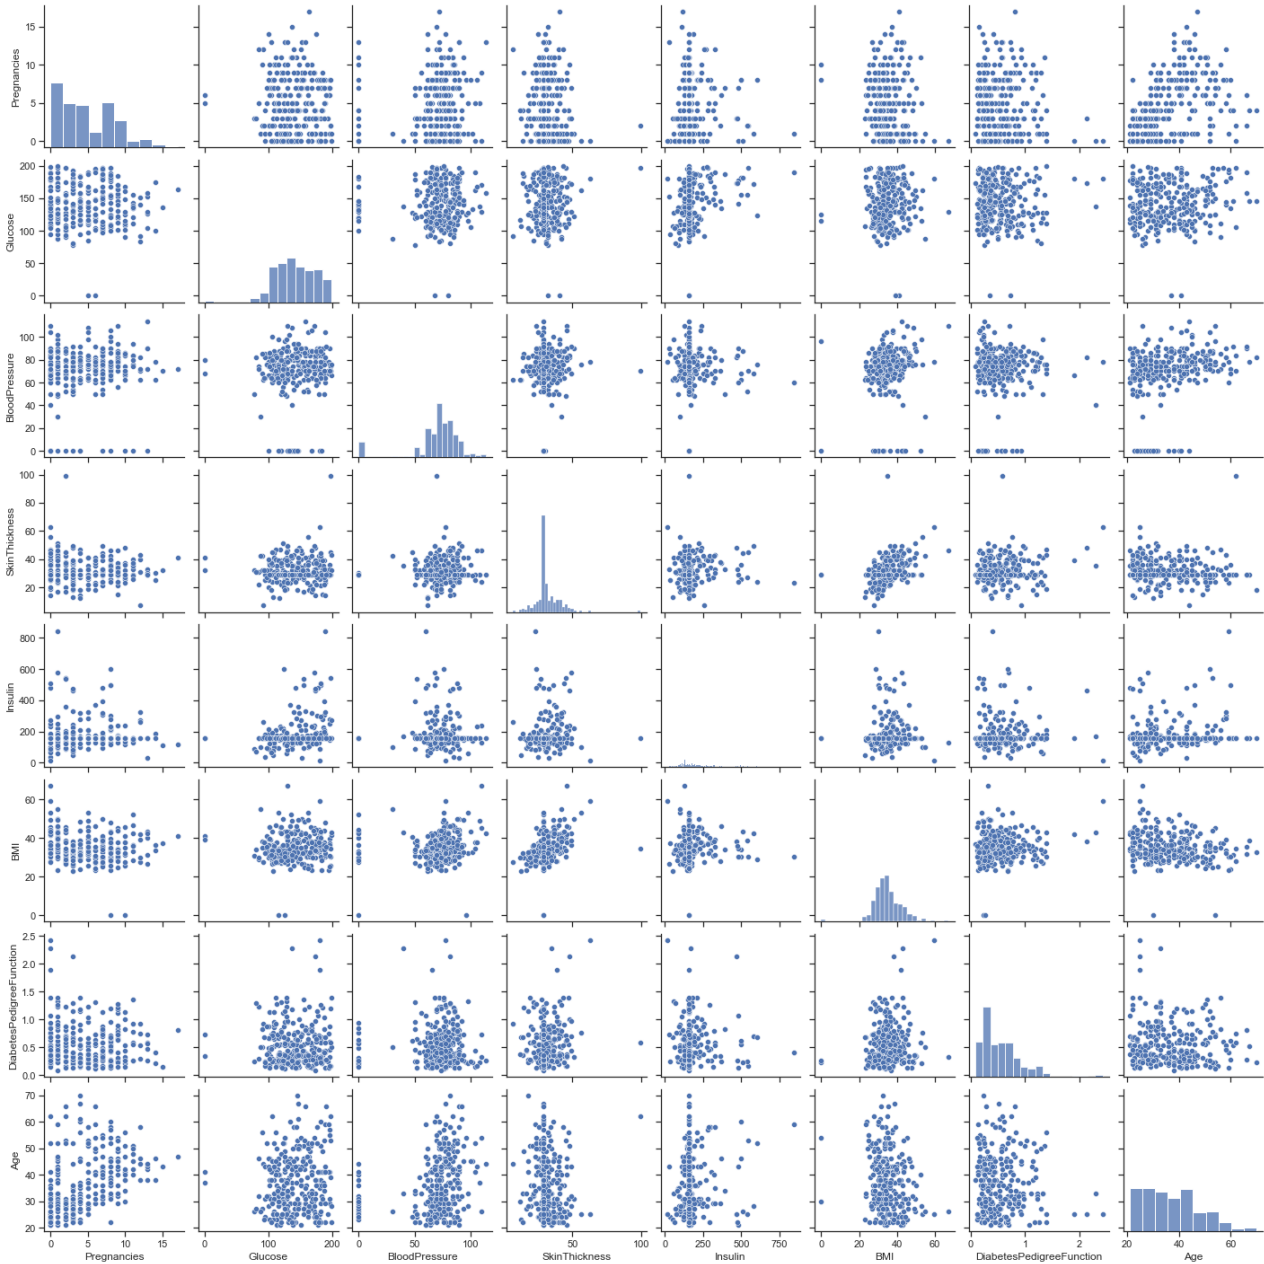 Pregnancies
15
10
5
0
Glucose
200
150
100
50
0
BloodPressure
100
80
60
40
20
0
SkinThickness
100
80
60
40
20
Insulin
800
600
400
200
0
BMI
60
40
20
0
DiabetesPedigreeFunction
2.5
2.0
1.5
1.0
0.5
0.0
Age
70
60
50
40
30
20
0 5 10 15
0 100 200
0 50 100
0 50 100
0 250 500 750
0 20 40 60
0 1 2
20 40 60
Pregnancies Glucose BloodPressure SkinThickness Insulin BMI DiabetesPedigreeFunction Age